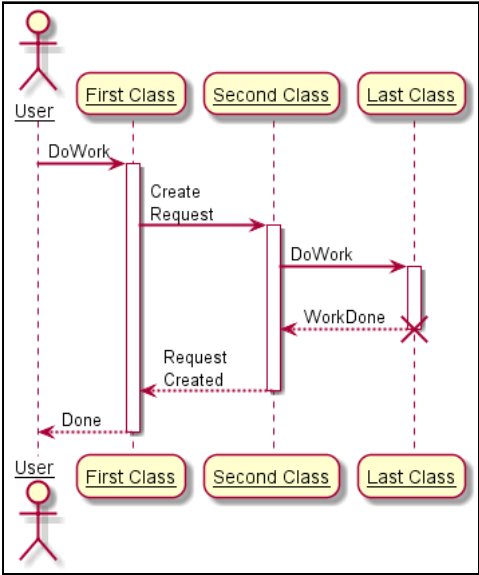 User
First Class
Second Class
Last Class
DoWork
Create
Request
DoWork
WorkDone
Request
Created
Done
User
First Class
Second Class
Last Class